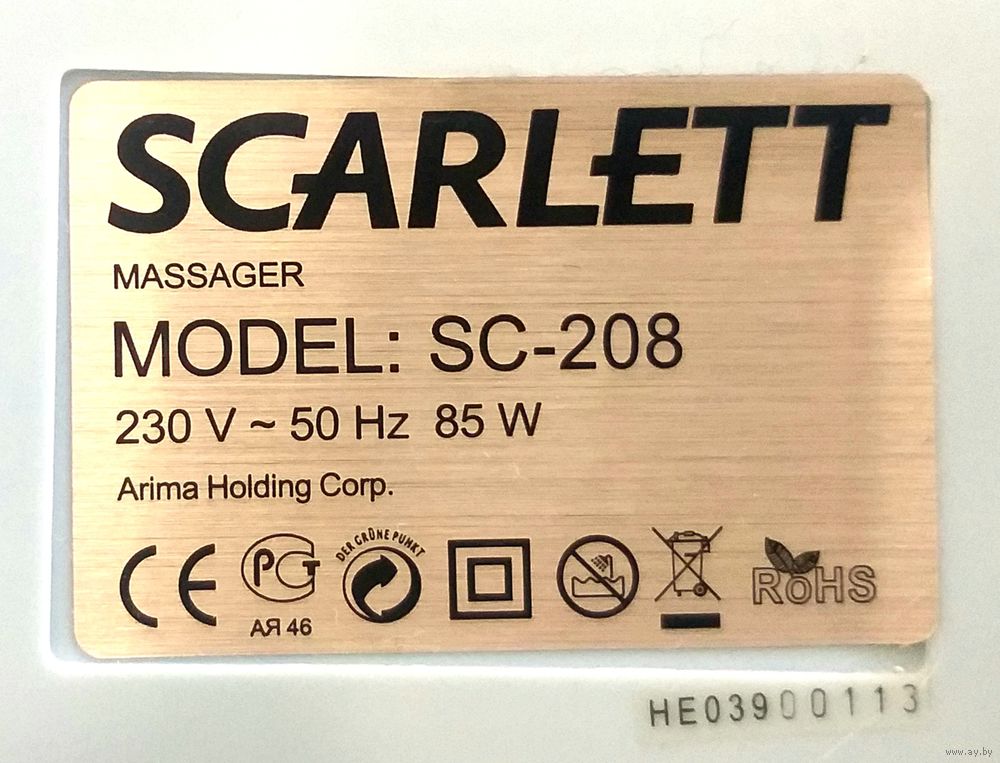 SCARLETT
MASSAGER
MODEL: SC-208
230 V ~ 50 Hz 85 W
Arima Holding Corp.
CE PCT DER GRÜNE PUNKT RoHS
АЯ 46
HE03900113
www.ay.by